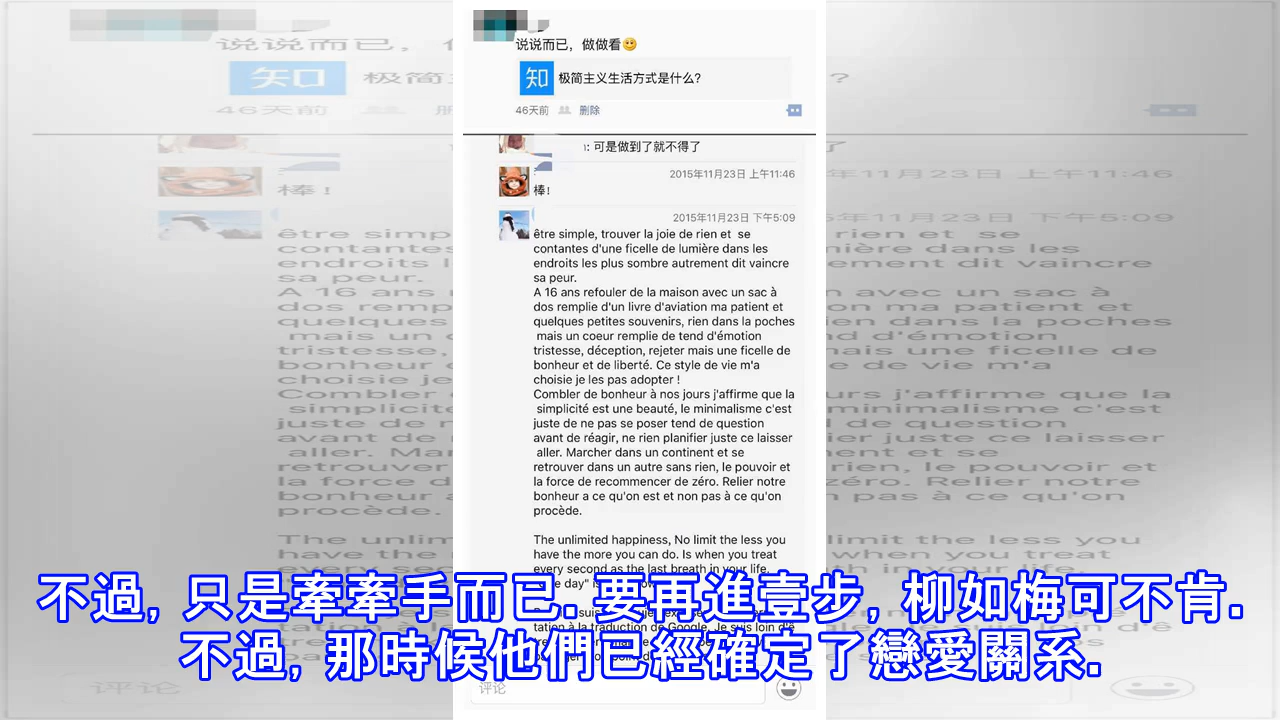 说说而已，做做看
知 极简主义生活方式是什么?
46天前 删除
: 可是做到了就不得了
2015年11月23日 上午11:46
棒!
2015年11月23日 下午5:09
être simple, trouver la joie de rien et se
contantes d'une ficelle de lumière dans les
endroits les plus sombre autrement dit vaincre
sa peur.
A 16 ans refouler de la maison avec un sac à
dos remplie d'un livre d'aviation ma patient et
quelques petites souvenirs, rien dans la poches
mais un coeur remplie de tend d'émotion
tristesse, déception, rejeter mais une ficelle de
bonheur et de liberté. Ce style de vie m'a
choisie je les pas adopter !
Combler de bonheur à nos jours j'affirme que la
simplicité est une beauté, le minimalisme c'est
juste de ne pas se poser tend de question
avant de réagir, ne rien planifier juste ce laisser
aller. Marcher dans un continent et se
retrouver dans un autre sans rien, le pouvoir et
la force de recommencer de zéro. Relier notre
bonheur a ce qu'on est et non pas à ce qu'on
procède.
The unlimited happiness, No limit the less you
have the more you can do. Is when you treat
every second as the last breath in your life.
day" is
不過, 只是牽牽手而已. 要再進壹步, 柳如梅可不肯.
tation à la traduction de Google. Je suis loin d'ê
不過, 那時候他們已經確定了戀愛關系.
评论